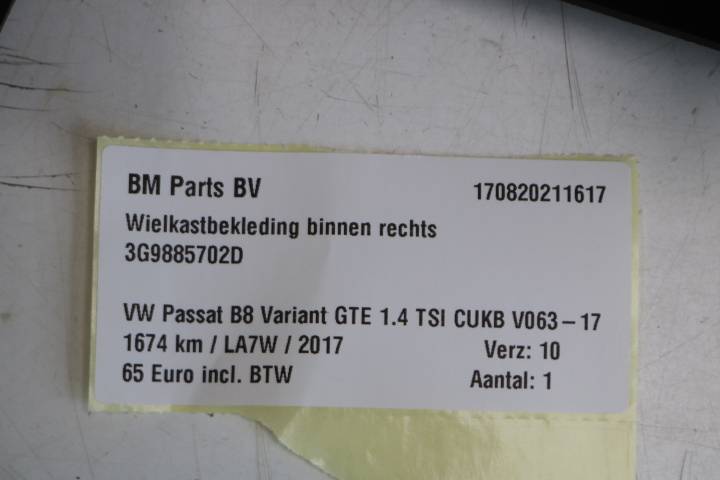 BM Parts BV 170820211617
Wielkastbekleding binnen rechts
3G9885702D
VW Passat B8 Variant GTE 1.4 TSI CUKB V063-17
1674 km / LA7W / 2017 Verz: 10
65 Euro incl. BTW Aantal: 1